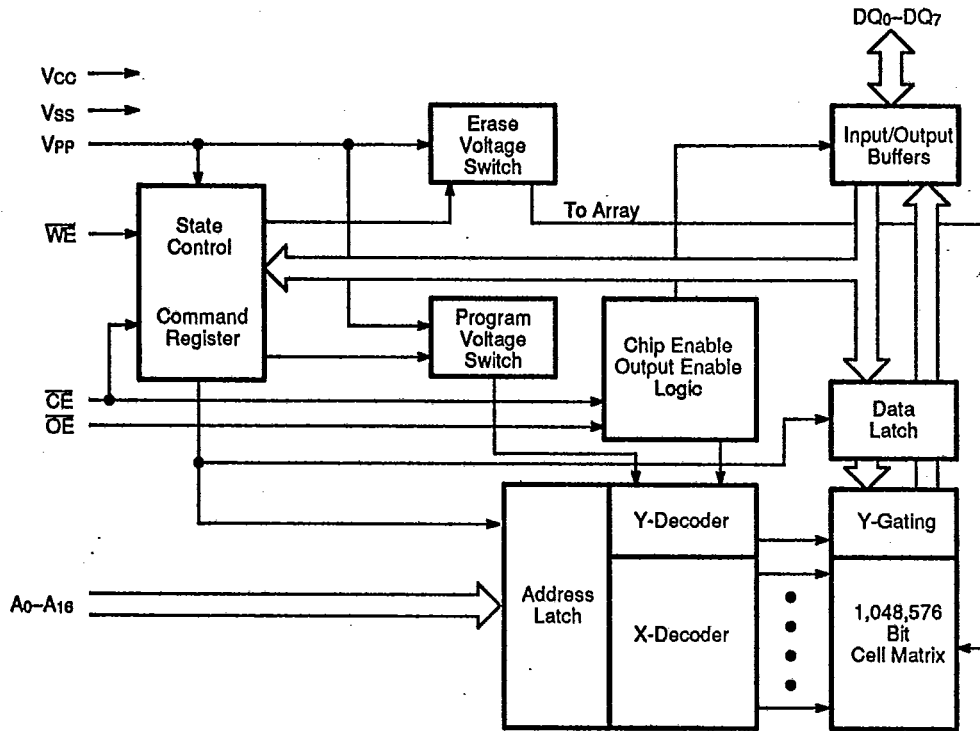 DQ0–DQ7
VCC
VSS
VPP
Erase
Voltage
Switch
Input/Output
Buffers
To Array
WE
State
Control
Command
Register
Program
Voltage
Switch
Chip Enable
Output Enable
Logic
CE
OE
Data
Latch
Y-Decoder
Y-Gating
A0–A16
Address
Latch
X-Decoder
1,048,576
Bit
Cell Matrix